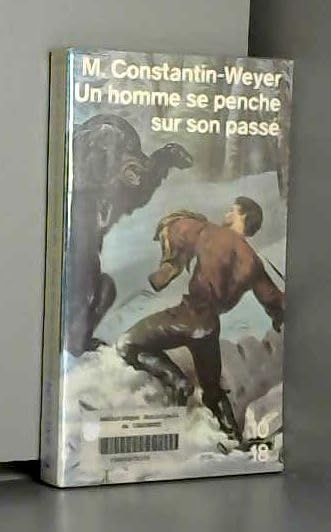 M. Constantin-Weyer
Un homme se penche
sur son passé
10
18